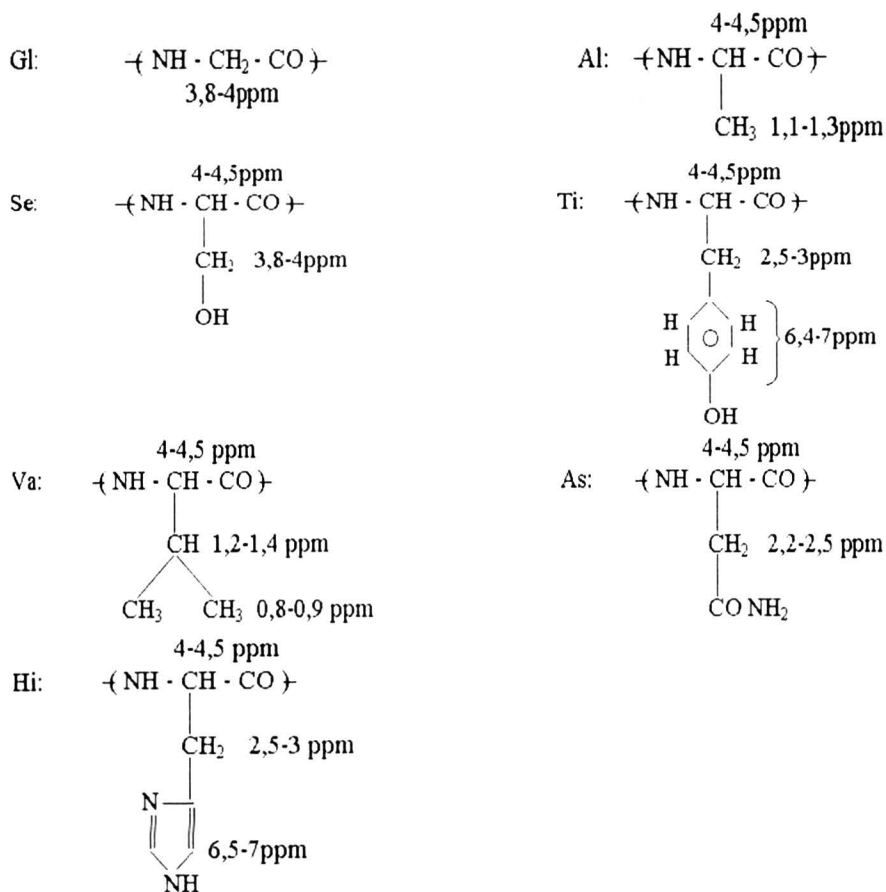 4-4,5ppm
Gl: -( NH - CH₂ - CO )-
3,8-4ppm
Al: -( NH - CH - CO )-
CH₃ 1,1-1,3ppm
4-4,5ppm
Se: -( NH - CH - CO )-
CH₂ 3,8-4ppm
OH
4-4,5ppm
Ti: -( NH - CH - CO )-
CH₂ 2,5-3ppm
H H
H H
6,4-7ppm
OH
4-4,5 ppm
Va: -( NH - CH - CO )-
CH 1,2-1,4 ppm
CH₃ CH₃ 0,8-0,9 ppm
4-4,5 ppm
As: -( NH - CH - CO )-
CH₂ 2,2-2,5 ppm
CO NH₂
4-4,5 ppm
Hi: -( NH - CH - CO )-
CH₂ 2,5-3 ppm
N
6,5-7ppm
NH